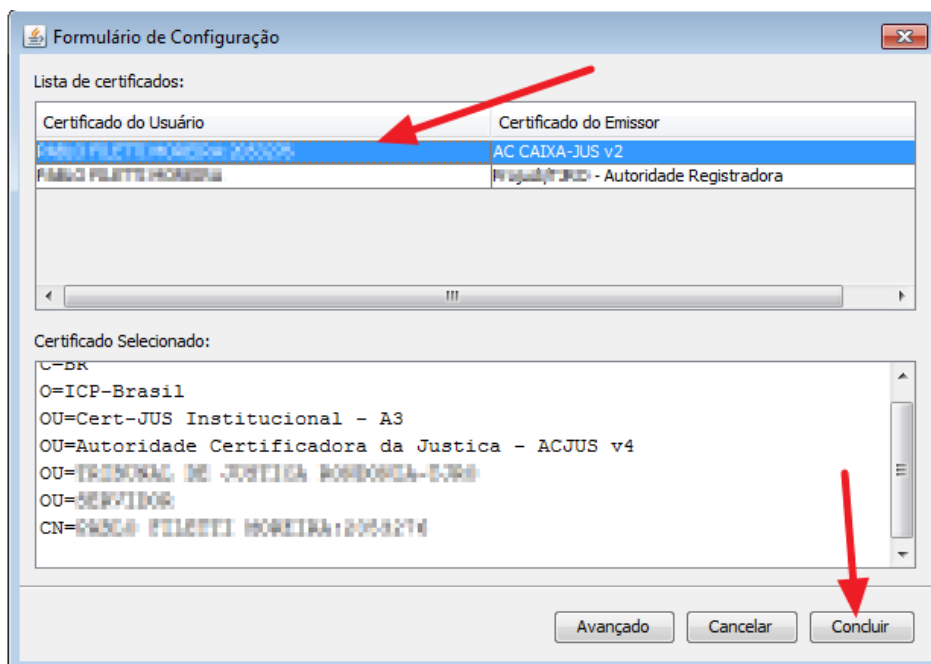 Formulário de Configuração
Lista de certificados:
Certificado do Usuário Certificado do Emissor
AC CAIXA-JUS v2
- Autoridade Registradora
Certificado Selecionado:
C=BR
O=ICP-Brasil
OU=Cert-JUS Institucional - A3
OU=Autoridade Certificadora da Justica - ACJUS v4
OU=
OU=
CN=
Avançado Cancelar Concluir